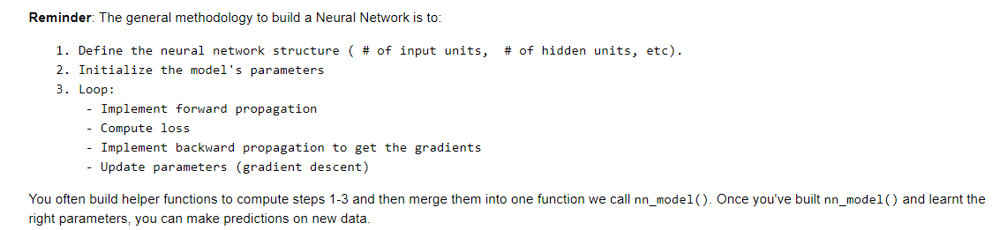 Reminder: The general methodology to build a Neural Network is to:
1. Define the neural network structure ( # of input units,  # of hidden units, etc).
2. Initialize the model's parameters
3. Loop:
- Implement forward propagation
- Compute loss
- Implement backward propagation to get the gradients
- Update parameters (gradient descent)
You often build helper functions to compute steps 1-3 and then merge them into one function we call nn_model(). Once you've built nn_model() and learnt the
right parameters, you can make predictions on new data.